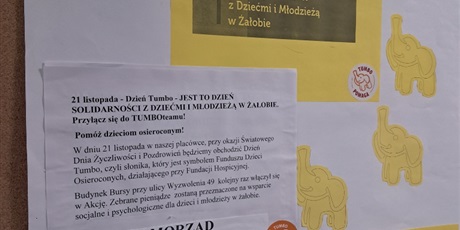 z Dziećmi i Młodzieżą
w Żałobie
TUMBO
POMAGA
21 listopada - Dzień Tumbo - JEST TO DZIEŃ
SOLIDARNOŚCI Z DZIEĆMI I MŁODZIEŻĄ W ŻAŁOBIE.
Przyłącz się do TUMBOteamu!
Pomóż dzieciom osieroconym!
W dniu 21 listopada w naszej placówce, przy okazji Światowego
Dnia Życzliwości i Pozdrowień będziemy obchodzić Dzień
Tumbo, czyli słonika, który jest symbolem Funduszu Dzieci
Osieroconych, działającego przy Fundacji Hospicyjnej.
Budynek Bursy przy ulicy Wyzwolenia 49 kolejny raz włączył się
w Akcję. Zebrane pieniądze zostaną przeznaczone na wsparcie
socjalne i psychologiczne dla dzieci i młodzieży w żałobie.
MORZĄD
TUMBO